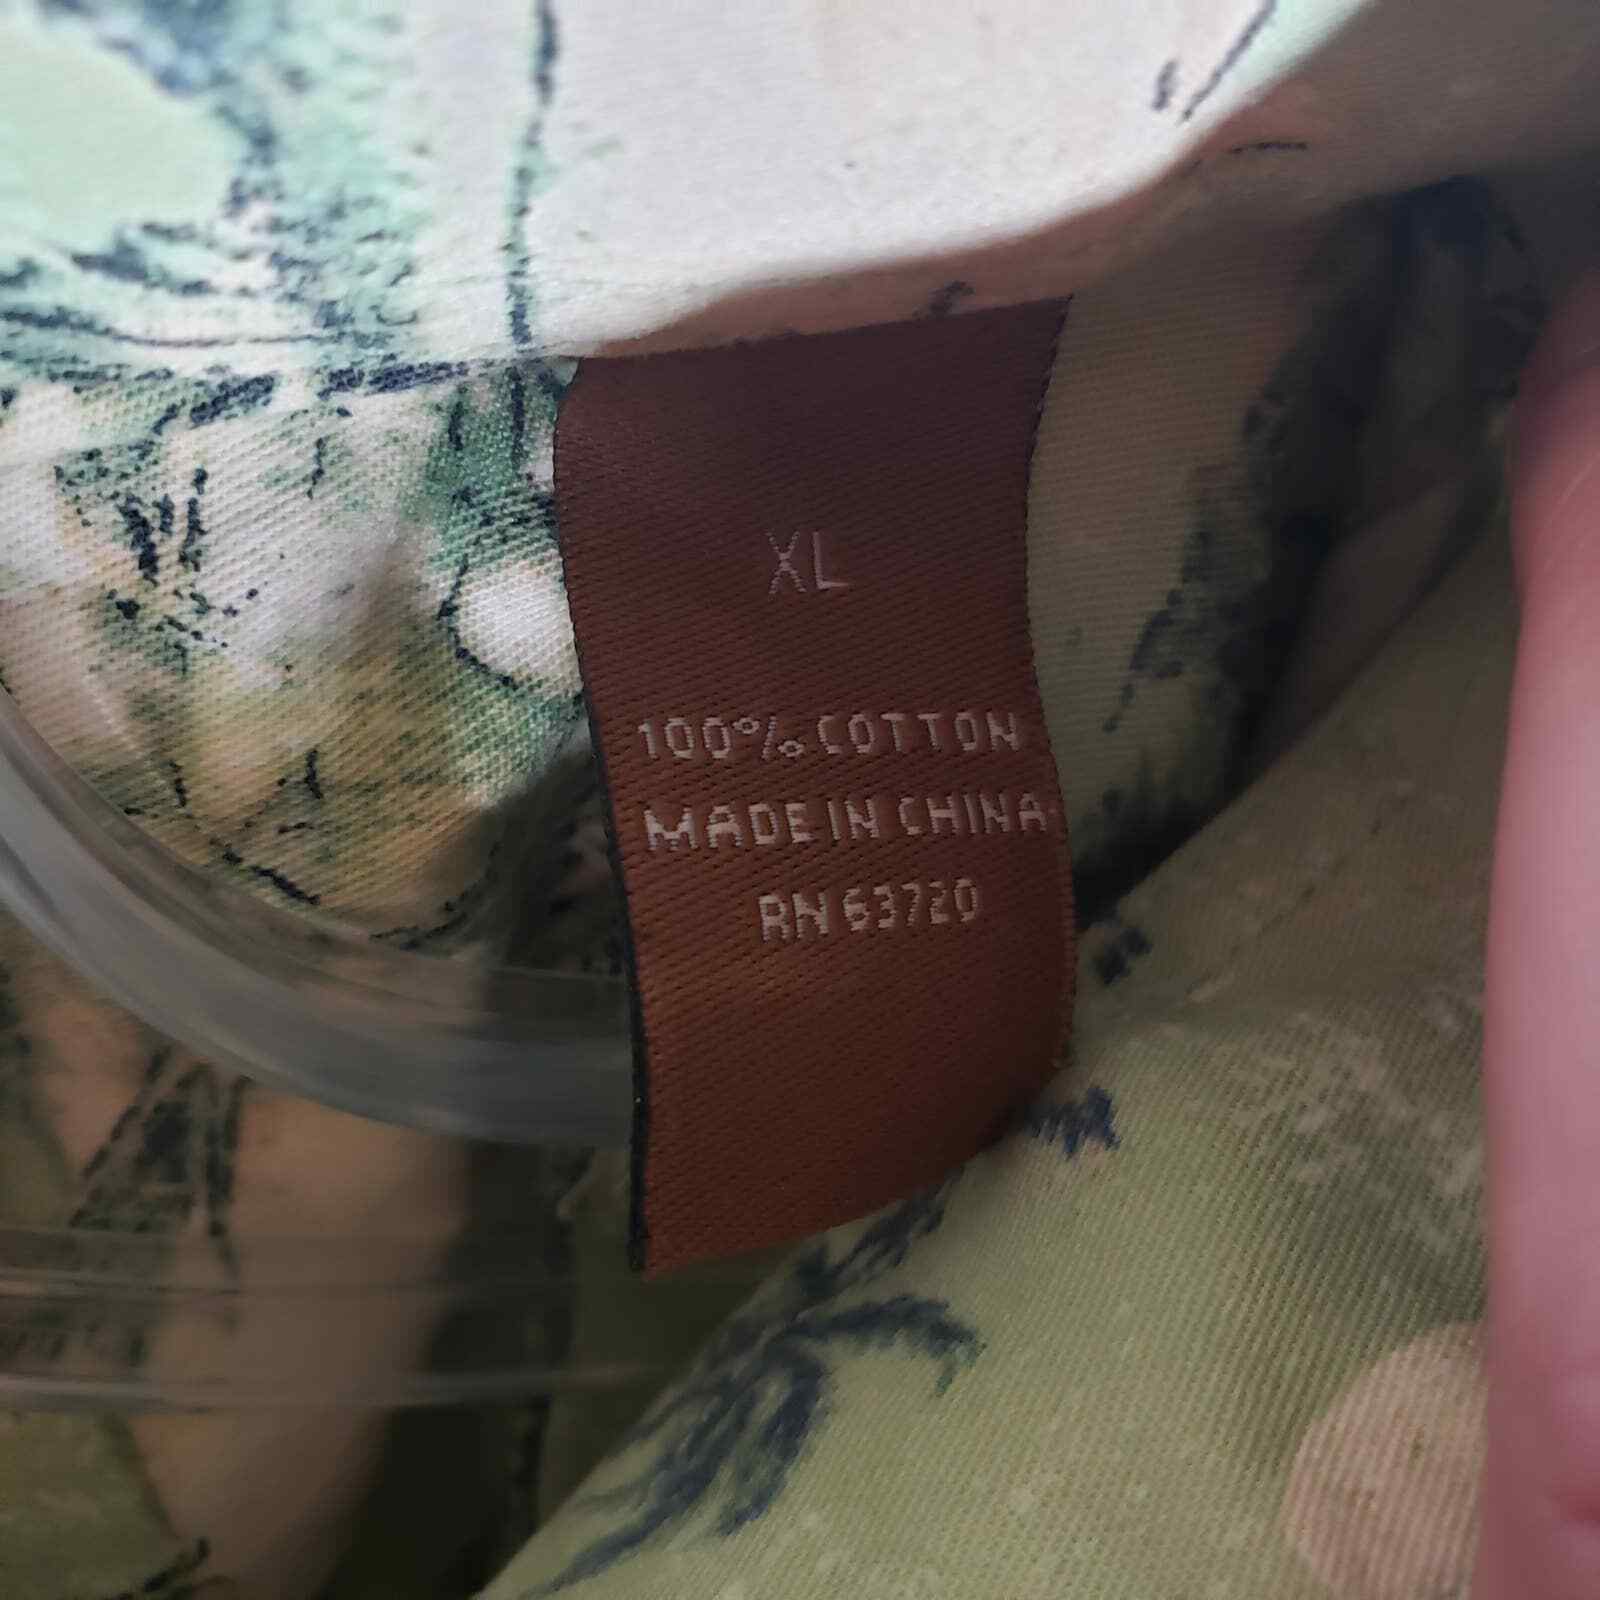 XL
100% COTTON
MADE IN CHINA
RN 63720